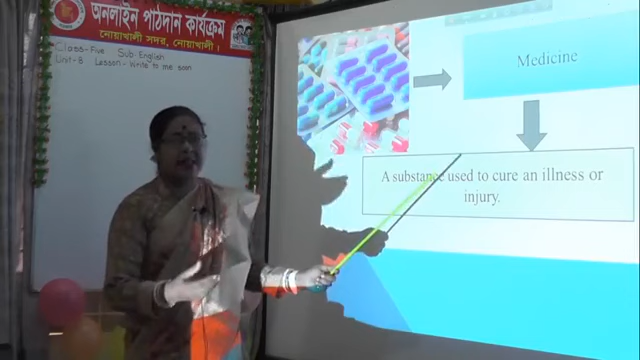 অনলাইন পাঠদান কার্যক্রম
নোয়াখালী সদর, নোয়াখালী।
Class-Five Sub-English
Unit-8 Lesson-Write to me soon
Medicine
A substance used to cure an illness or
injury.